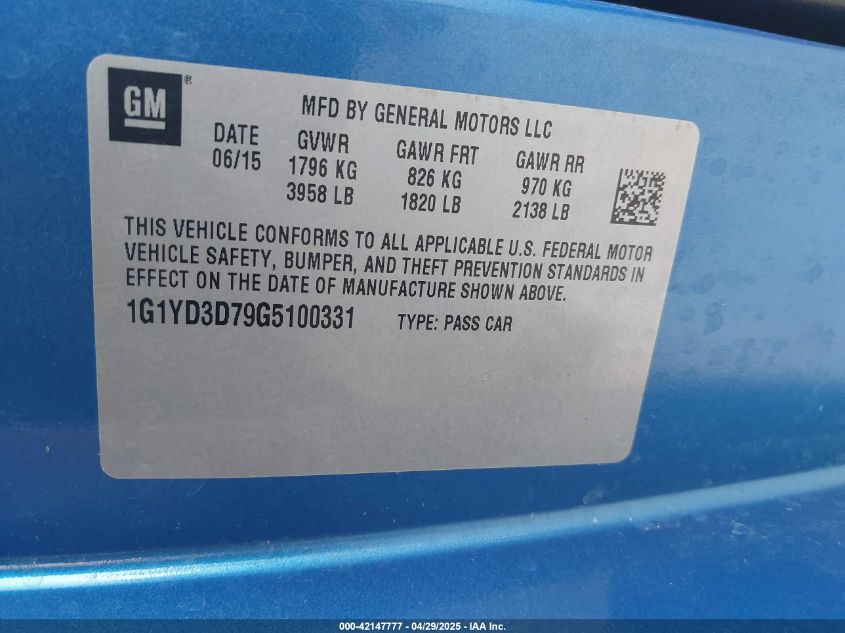 GM ®
MFD BY GENERAL MOTORS LLC
DATE GVWR GAWR FRT GAWR RR
06/15 1796 KG 826 KG 970 KG
3958 LB 1820 LB 2138 LB
THIS VEHICLE CONFORMS TO ALL APPLICABLE U.S. FEDERAL MOTOR
VEHICLE SAFETY, BUMPER, AND THEFT PREVENTION STANDARDS IN
EFFECT ON THE DATE OF MANUFACTURE SHOWN ABOVE.
1G1YD3D79G5100331 TYPE: PASS CAR
000-42147777 - 04/29/2025 - IAA Inc.